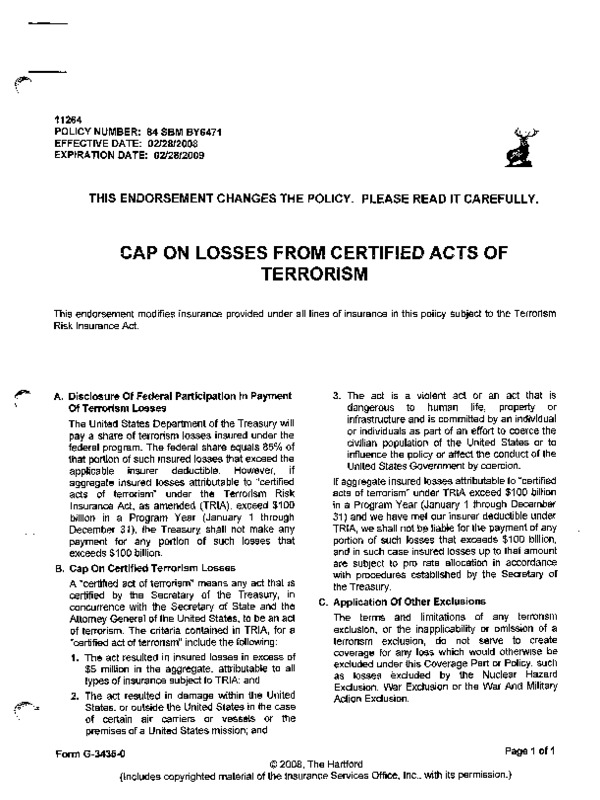 11264
POLICY NUMBER: 84 SBM BY6471
EFFECTIVE DATE: 02/28/2008
EXPIRATION DATE: 02/28/2009
THIS ENDORSEMENT CHANGES THE POLICY. PLEASE READ IT CAREFULLY.
CAP ON LOSSES FROM CERTIFIED ACTS OF
TERRORISM
This endorsement modifies insurance provided under all lines of insurance in this policy subject to the Terrorism
Risk Insurance Act.
A. Disclosure Of Federal Participation In Payment
Of Terrorism Losses
The United States Department of the Treasury will
pay a share of terrorism losses insured under the
federal program. The federal share equals 85% of
that portion of such insured losses that exceed the
applicable insurer deductible. However, if
aggregate insured losses attributable to "certified
acts of terrorism" under the Terrorism Risk
Insurance Act, as amended (TRIA), exceed $100
billion in a Program Year (January 1 through
December 31), the Treasury shall not make any
payment for any portion of such losses that
exceeds $100 billion.
B. Cap On Certified Terrorism Losses
A "certified act of terrorism" means any act that is
certified by the Secretary of the Treasury, in
concurrence with the Secretary of State and the
Attorney General of the United States, to be an act
of terrorism. The criteria contained in TRIA, for a
"certified act of terrorism" include the following:
1. The act resulted in insured losses in excess of
$5 million in the aggregate, attributable to all
types of insurance subject to TRIA; and
2. The act resulted in damage within the United
States, or outside the United States in the case
of certain air carriers or vessels or the
premises of a United States mission; and
3. The act is a violent act or an act that is
dangerous to human life, property or
infrastructure and is committed by an individual
or individuals as part of an effort to coerce the
civilian population of the United States or to
influence the policy or affect the conduct of the
United States Government by coercion.
If aggregate insured losses attributable to "certified
acts of terrorism" under TRIA exceed $100 billion
in a Program Year (January 1 through December
31) and we have met our insurer deductible under
TRIA, we shall not be liable for the payment of any
portion of such losses that exceeds $100 billion,
and in such case insured losses up to that amount
are subject to pro rate allocation in accordance
with procedures established by the Secretary of
the Treasury.
C. Application Of Other Exclusions
The terms and limitations of any terrorism
exclusion, or the inapplicability or omission of a
terrorism exclusion, do not serve to create
coverage for any loss which would otherwise be
excluded under this Coverage Part or Policy, such
as losses excluded by the Nuclear Hazard
Exclusion, War Exclusion or the War And Military
Action Exclusion.
Form G-3435-0
Page 1 of 1
© 2008, The Hartford
(Includes copyrighted material of the Insurance Services Office, Inc., with its permission.)